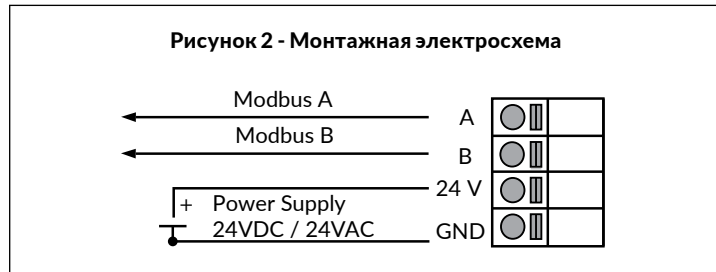 Рисунок 2 - Монтажная электросхема
Modbus A
A
Modbus B
B
24 V
+ Power Supply
24VDC / 24VAC
GND